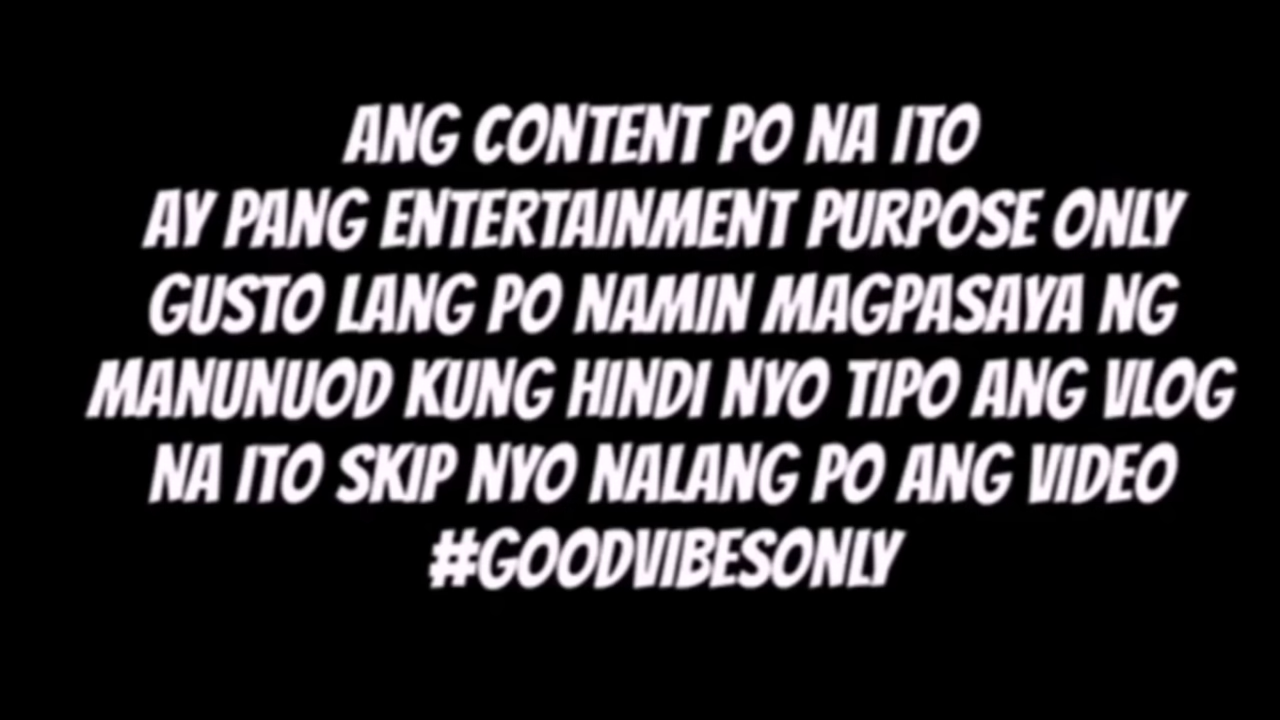 ANG CONTENT PO NA ITO
AY PANG ENTERTAINMENT PURPOSE ONLY
GUSTO LANG PO NAMIN MAGPASAYA NG
MANUNUOD KUNG HINDI NYO TIPO ANG VLOG
NA ITO SKIP NYO NALANG PO ANG VIDEO
#GOODVIBESONLY